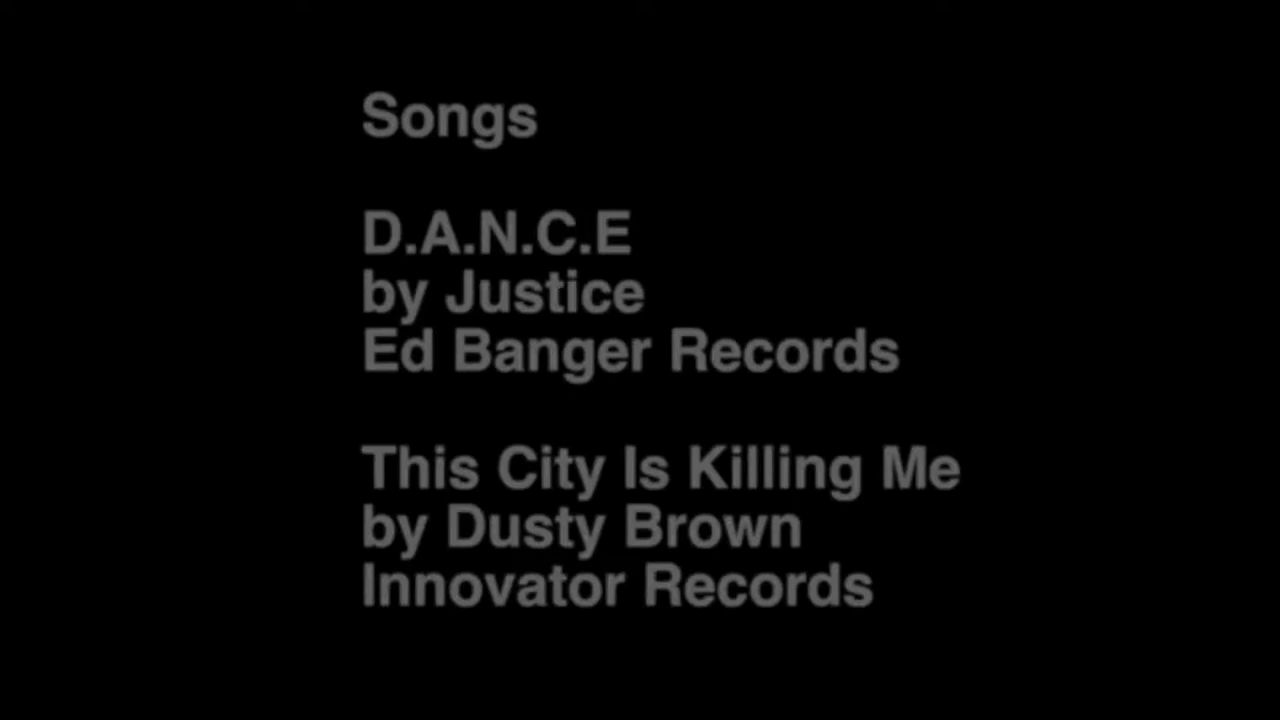 Songs
D.A.N.C.E
by Justice
Ed Banger Records
This City Is Killing Me
by Dusty Brown
Innovator Records